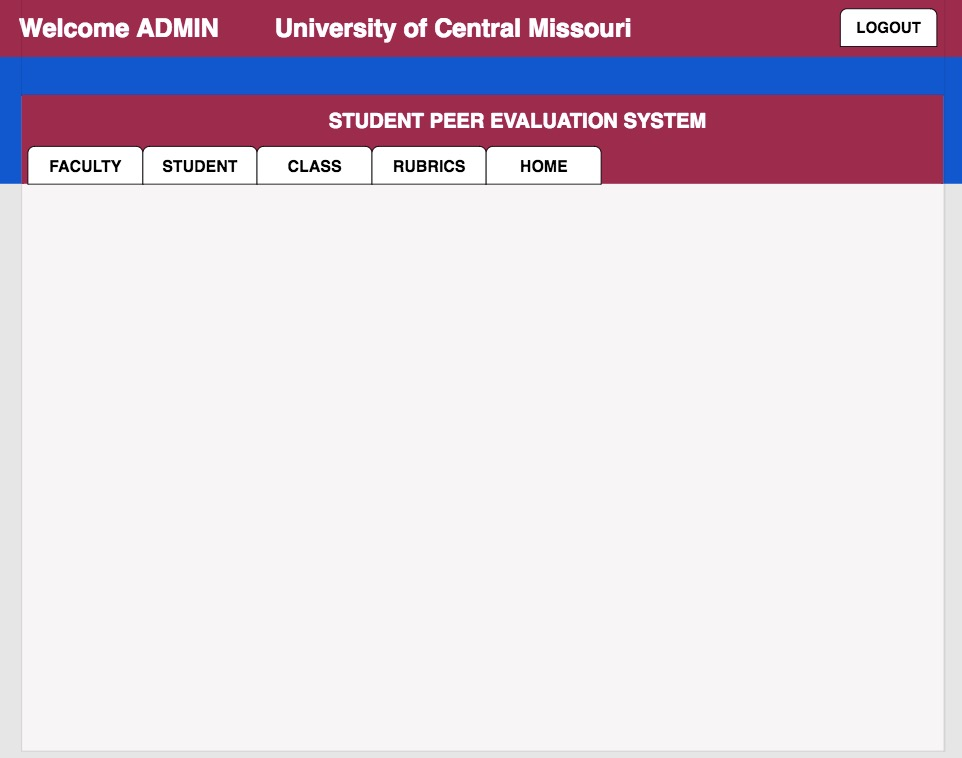 Welcome ADMIN University of Central Missouri LOGOUT
STUDENT PEER EVALUATION SYSTEM
FACULTY STUDENT CLASS RUBRICS HOME